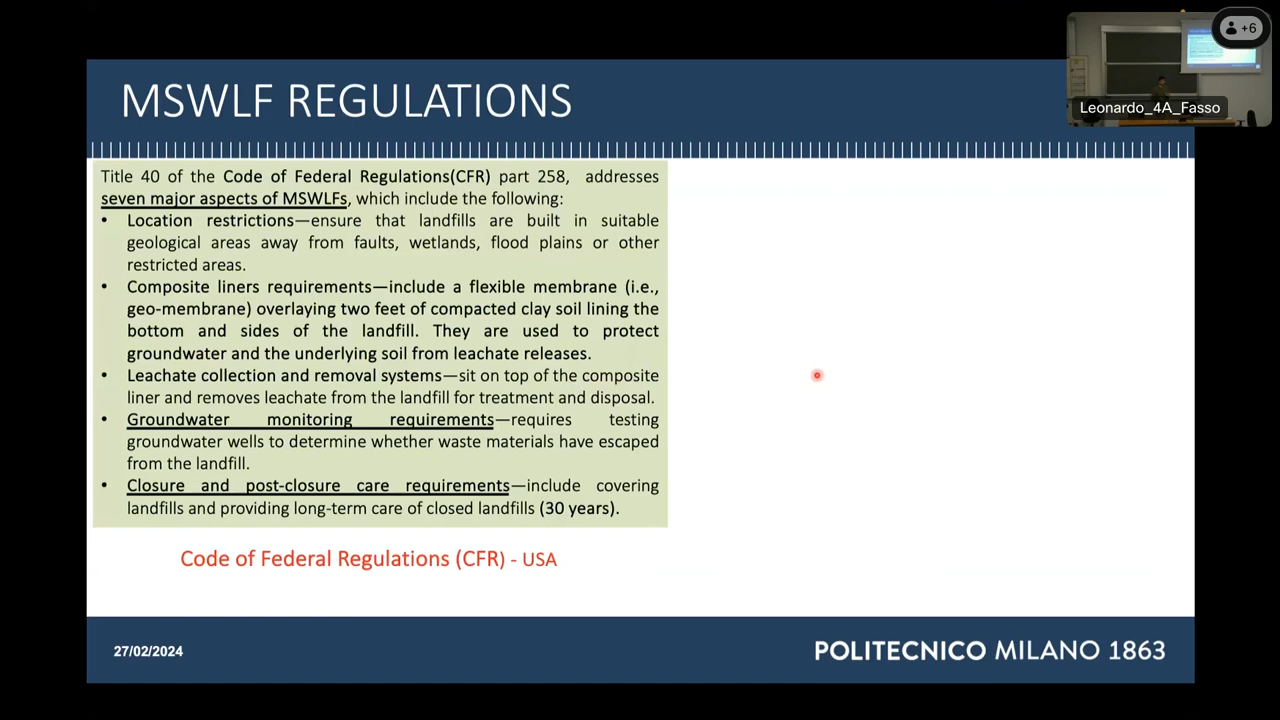 +6
Leonardo_4A_Fasso
MSWLF REGULATIONS
Title 40 of the Code of Federal Regulations(CFR) part 258, addresses
seven major aspects of MSWLFs, which include the following:
• Location restrictions—ensure that landfills are built in suitable
geological areas away from faults, wetlands, flood plains or other
restricted areas.
• Composite liners requirements—include a flexible membrane (i.e.,
geo-membrane) overlaying two feet of compacted clay soil lining the
bottom and sides of the landfill. They are used to protect
groundwater and the underlying soil from leachate releases.
• Leachate collection and removal systems—sit on top of the composite
liner and removes leachate from the landfill for treatment and disposal.
• Groundwater monitoring requirements—requires testing
groundwater wells to determine whether waste materials have escaped
from the landfill.
• Closure and post-closure care requirements—include covering
landfills and providing long-term care of closed landfills (30 years).
Code of Federal Regulations (CFR) - USA
27/02/2024
POLITECNICO MILANO 1863